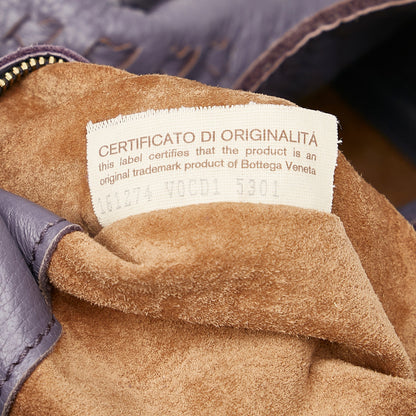 CERTIFICATO DI ORIGINALITÀ
this label certifies that the product is an
original trademark product of Bottega Veneta
161274 V0CD1 5301